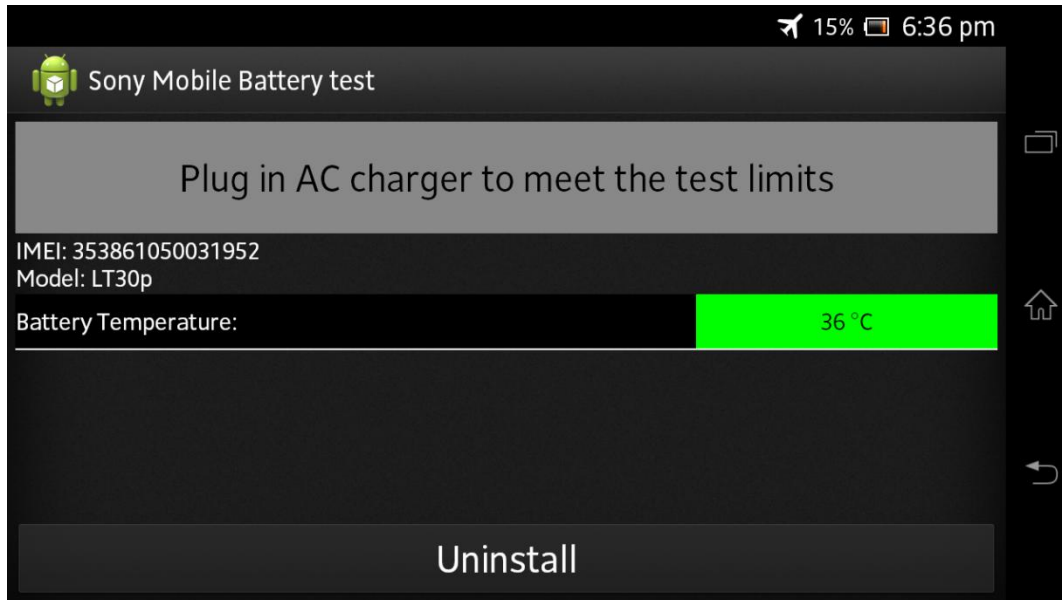 15% 6:36 pm
Sony Mobile Battery test
Plug in AC charger to meet the test limits
IMEI: 353861050031952
Model: LT30p
Battery Temperature: 36 °C
Uninstall